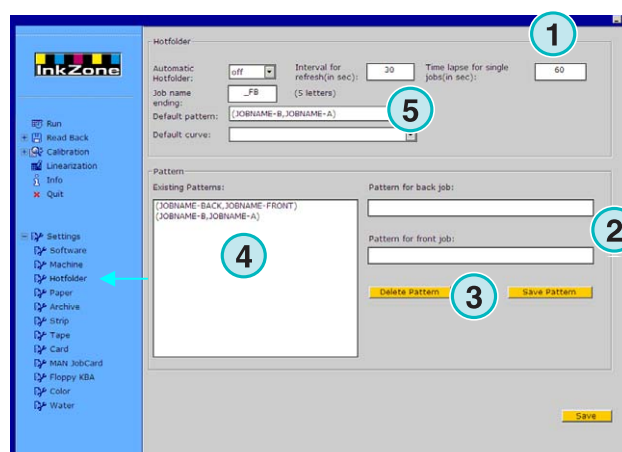 InkZone
Run
Read Back
Calibration
Linearization
Info
Quit
Settings
Software
Machine
Hotfolder
Paper
Archive
Strip
Tape
Card
MAN JobCard
Floppy KBA
Color
Water
Hotfolder
1
Automatic Hotfolder: off Interval for refresh(in sec): 30 Time lapse for single jobs(in sec): 60
Job name ending: _FB (5 letters)
Default pattern: (JOBNAME-B,JOBNAME-A)
5
Default curve:
Pattern
Existing Patterns: Pattern for back job:
(JOBNAME-BACK,JOBNAME-FRONT)
(JOBNAME-B,JOBNAME-A)
2
Pattern for front job:
4
Delete Pattern 3 Save Pattern
Save